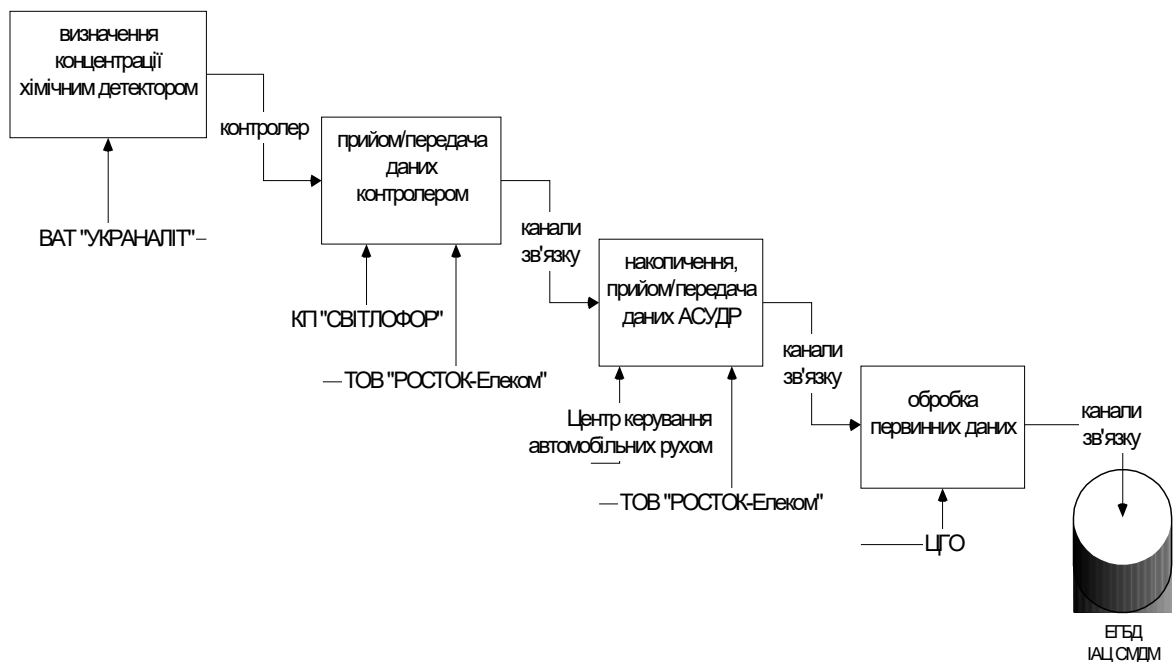 визначення
концентрації
хімічним детектором
контролер
ВАТ "УКРАНАЛІТ"
прийом/передача
даних
контролером
канали
зв'язку
КП "СВІТЛОФОР"
ТОВ "РОСТОК-Елеком"
накопичення,
прийом/передача
даних АСУДР
канали
зв'язку
Центр керування
автомобільних рухом
ТОВ "РОСТОК-Елеком"
обробка
первинних даних
канали
зв'язку
ЦГО
ЕГБД
ІАЦ СМДМ